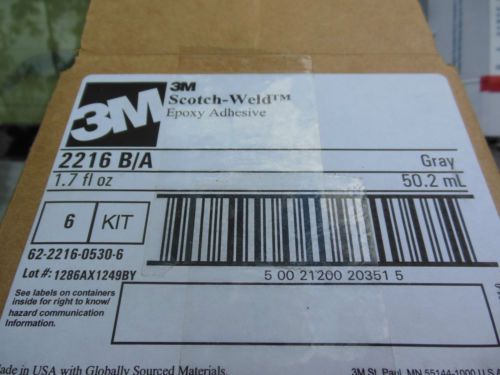 3M
3M
Scotch-Weld™
Epoxy Adhesive
2216 B/A Gray
1.7 fl oz 50.2 mL
6 KIT
62-2216-0530-6
Lot #: 1286AX1249BY
5 00 21200 20351 5
See labels on containers
inside for right to know/
hazard communication
Information.
Made in USA with Globally Sourced Materials.
3M St. Paul, MN 55144-1000 U.S.A